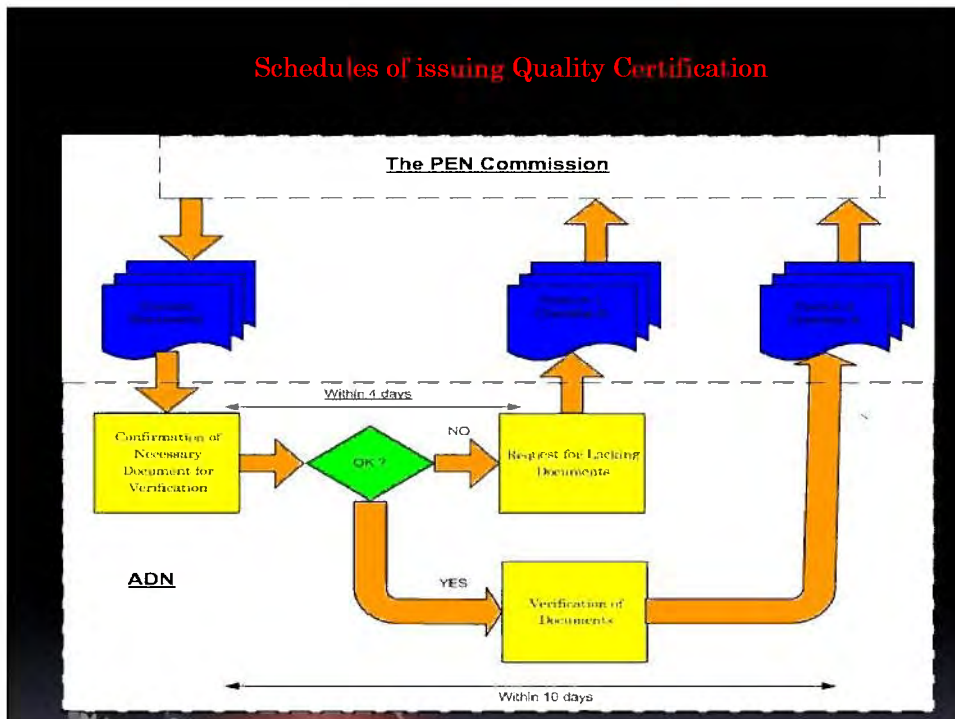 Schedules of issuing Quality Certification
The PEN Commission
Within 4 days
Confirmation of
Necessary
Document for
Verification
OK ?
NO
Request for Lacking
Documents
ADN
YES
Verification of
Documents
Within 10 days